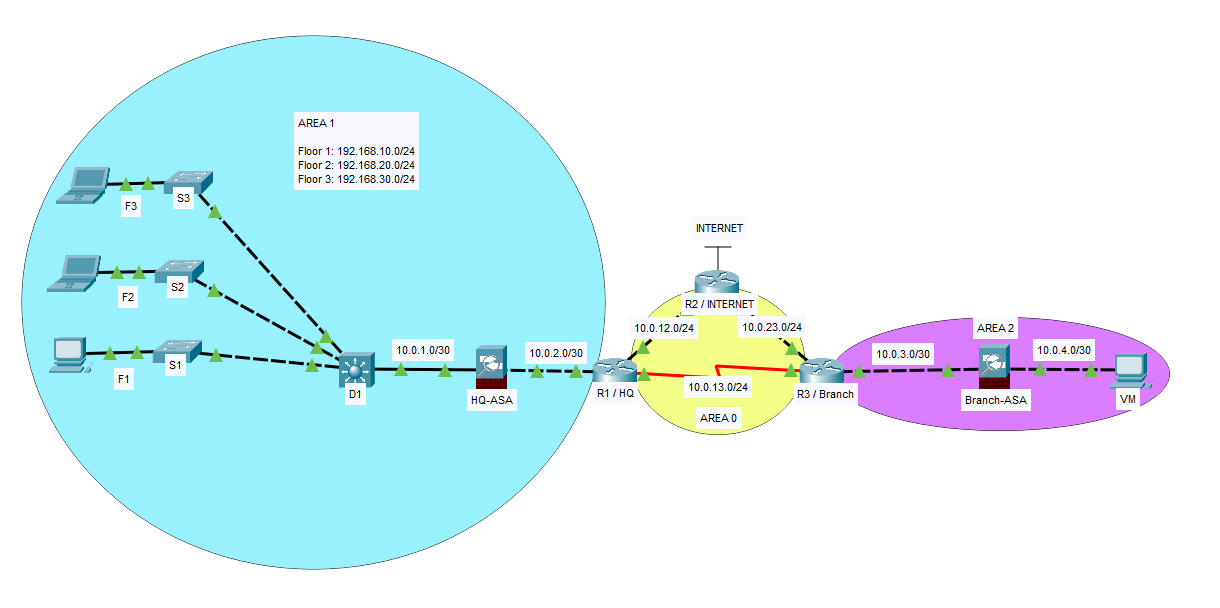 AREA 1
Floor 1: 192.168.10.0/24
Floor 2: 192.168.20.0/24
Floor 3: 192.168.30.0/24
F3
S3
F2
S2
F1
S1
D1
10.0.1.0/30
HQ-ASA
10.0.2.0/30
R1 / HQ
INTERNET
R2 / INTERNET
10.0.12.0/24
10.0.23.0/24
10.0.13.0/24
AREA 0
R3 / Branch
AREA 2
10.0.3.0/30
Branch-ASA
10.0.4.0/30
VM